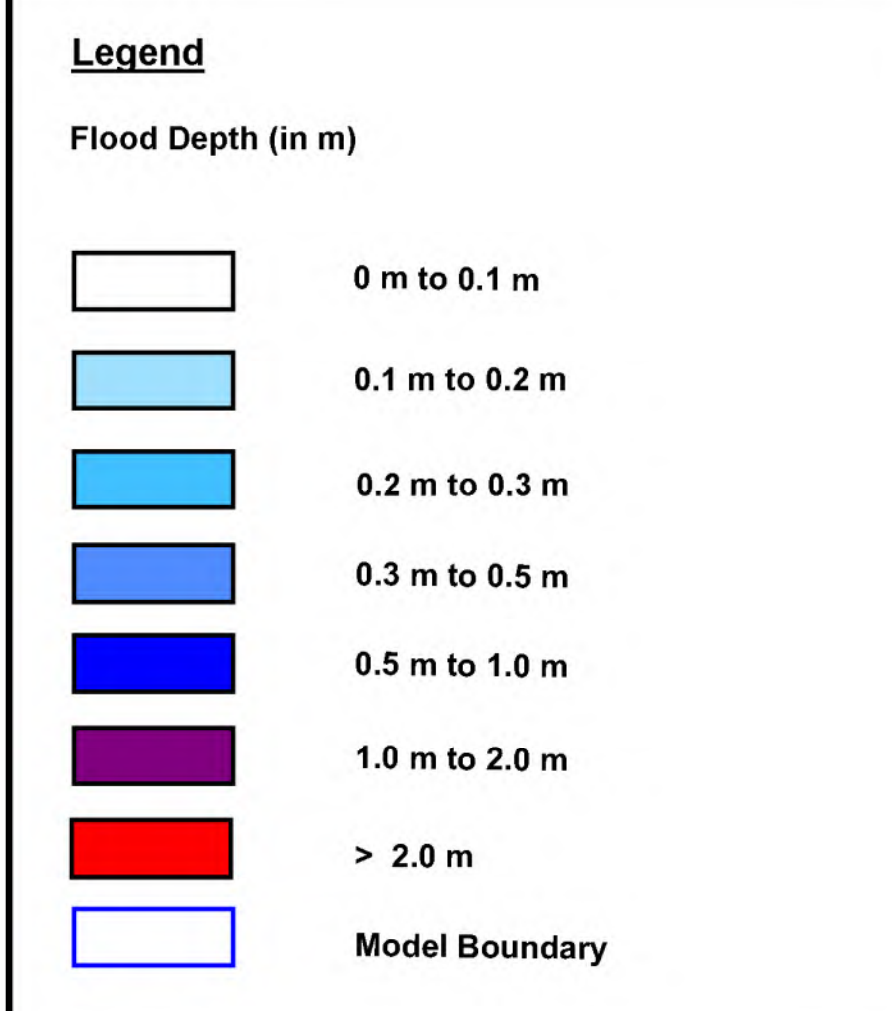 Legend
Flood Depth (in m)
0 m to 0.1 m
0.1 m to 0.2 m
0.2 m to 0.3 m
0.3 m to 0.5 m
0.5 m to 1.0 m
1.0 m to 2.0 m
> 2.0 m
Model Boundary